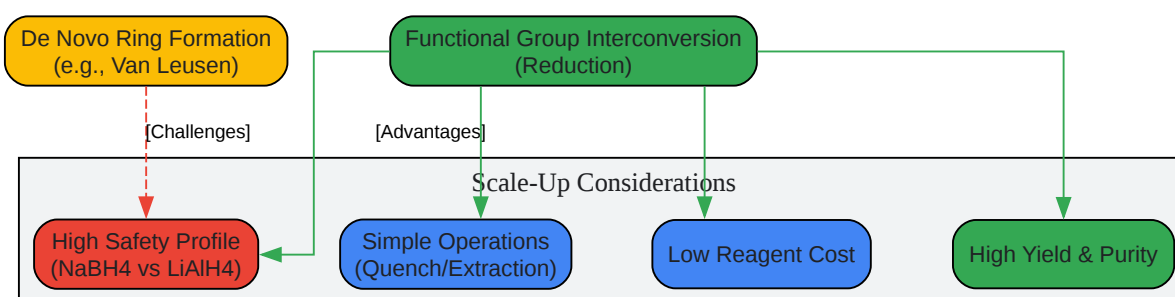 De Novo Ring Formation
(e.g., Van Leusen)
Functional Group Interconversion
(Reduction)
[Challenges]
[Advantages]
Scale-Up Considerations
High Safety Profile
(NaBH4 vs LiAlH4)
Simple Operations
(Quench/Extraction)
Low Reagent Cost
High Yield & Purity